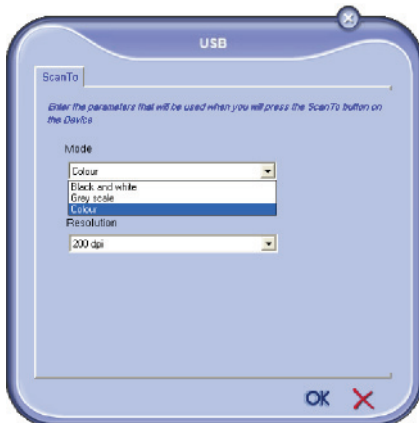 USB
ScanTo
Enter the parameters that will be used when you will press the ScanTo button on
the Device
Mode
Colour
Black and white
Gray scale
Colour
Resolution
200 dpi
OK